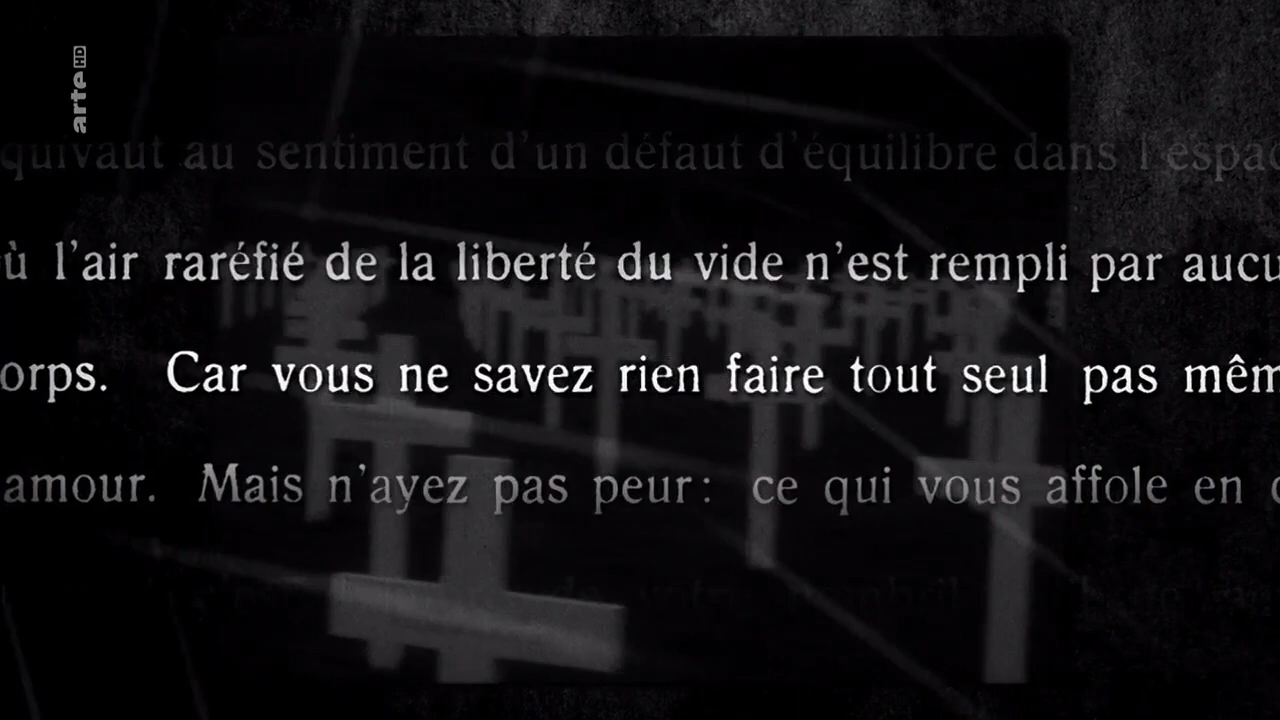 arte HD
quivaut au sentiment d'un défaut d'équilibre dans l'espac
ù l'air raréfié de la liberté du vide n'est rempli par aucu
orps. Car vous ne savez rien faire tout seul pas mêm
amour. Mais n'ayez pas peur: ce qui vous affole en